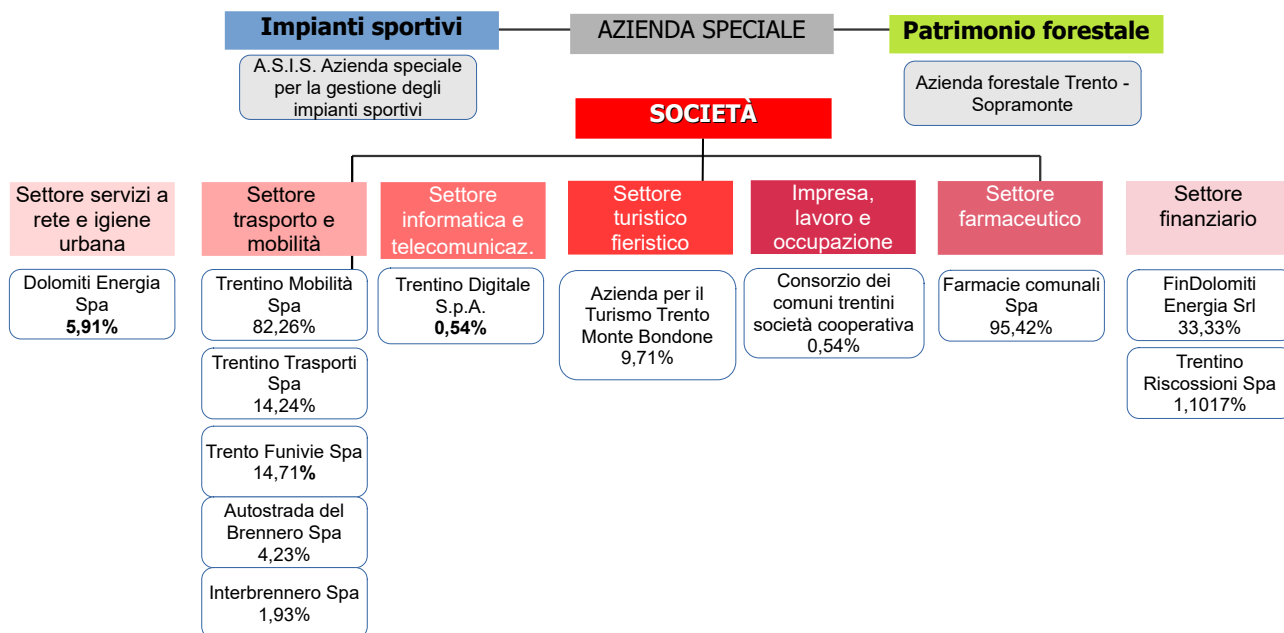 Impianti sportivi
AZIENDA SPECIALE
Patrimonio forestale
A.S.I.S. Azienda speciale
per la gestione degli
impianti sportivi
Azienda forestale Trento -
Sopramonte
SOCIETÀ
Settore servizi a
rete e igiene
urbana
Dolomiti Energia
Spa
5,91%
Settore
trasporto e
mobilità
Trentino Mobilità
Spa
82,26%
Trentino Trasporti
Spa
14,24%
Trento Funivie Spa
14,71%
Autostrada del
Brennero Spa
4,23%
Interbrennero Spa
1,93%
Settore
informatica e
telecomunicaz.
Trentino Digitale
S.p.A.
0,54%
Settore
turistico
fieristico
Azienda per il
Turismo Trento
Monte Bondone
9,71%
Impresa,
lavoro e
occupazione
Consorzio dei
comuni trentini
società cooperativa
0,54%
Settore
farmaceutico
Farmacie comunali
Spa
95,42%
Settore
finanziario
FinDolomiti
Energia Srl
33,33%
Trentino
Riscossioni Spa
1,1017%